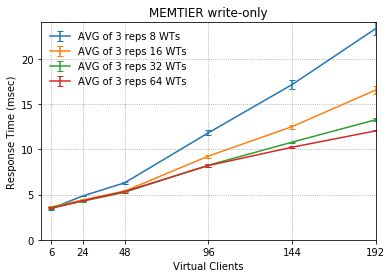 MEMTIER write-only
AVG of 3 reps 8 WTs
AVG of 3 reps 16 WTs
AVG of 3 reps 32 WTs
AVG of 3 reps 64 WTs
Response Time (msec)
20
15
10
5
0
6 24 48 96 144 192
Virtual Clients